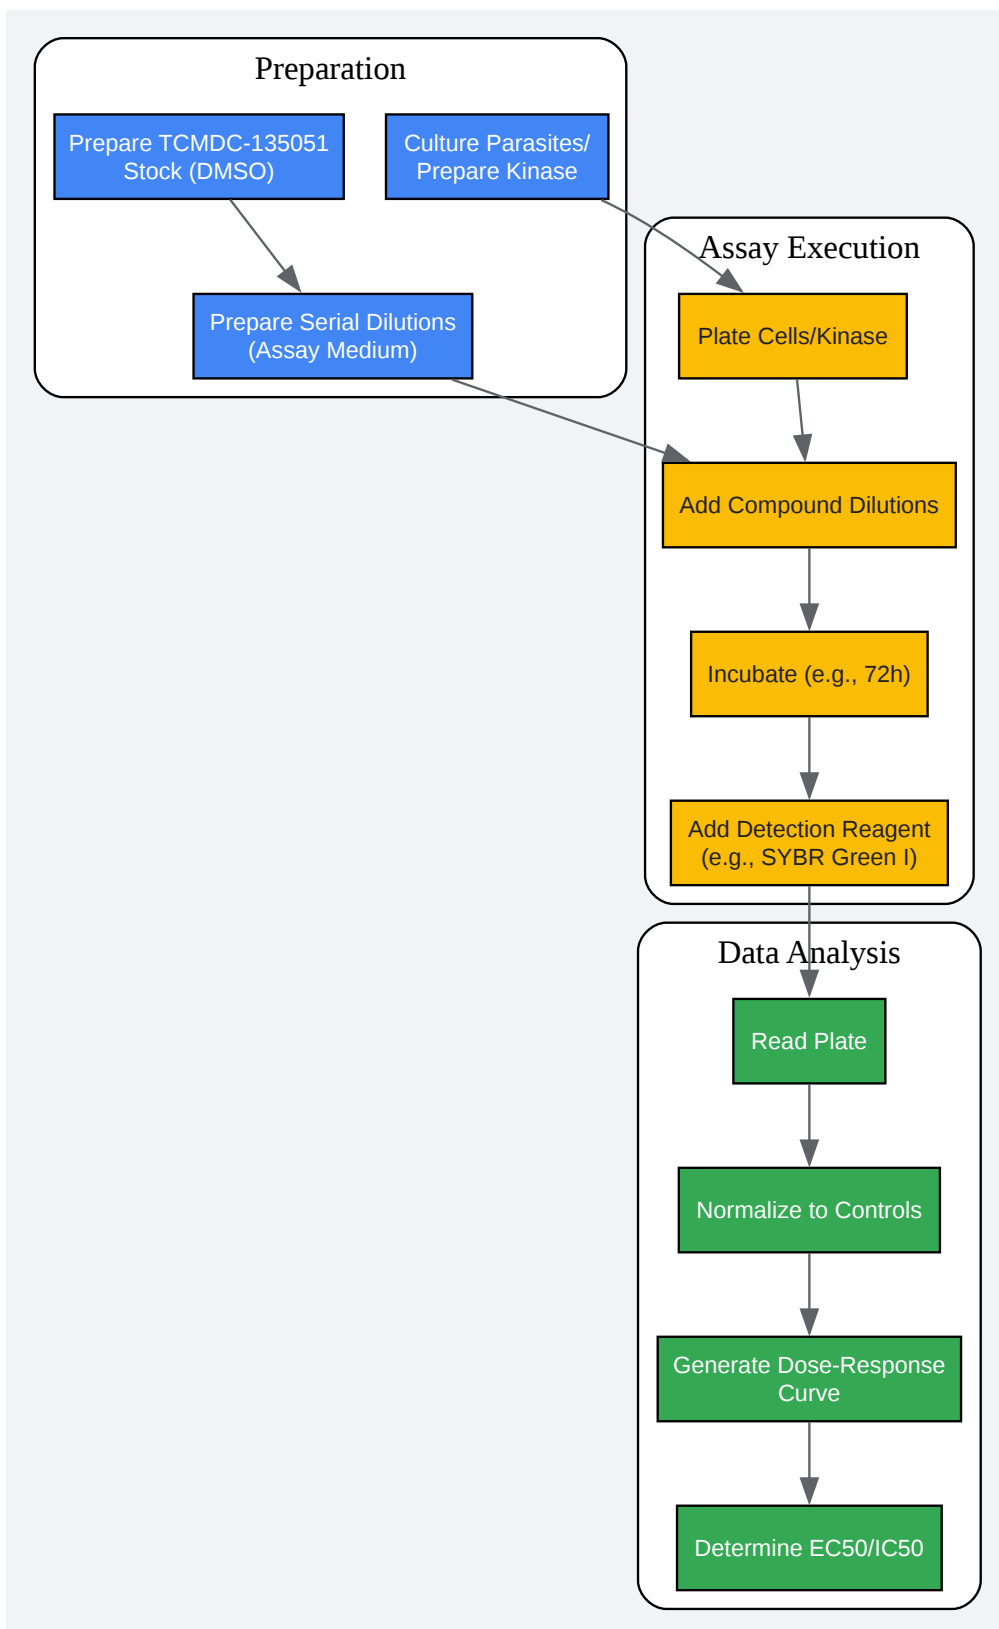 Preparation
Prepare TCMDC-135051
Stock (DMSO)
Culture Parasites/
Prepare Kinase
Prepare Serial Dilutions
(Assay Medium)
Assay Execution
Plate Cells/Kinase
Add Compound Dilutions
Incubate (e.g., 72h)
Add Detection Reagent
(e.g., SYBR Green I)
Data Analysis
Read Plate
Normalize to Controls
Generate Dose-Response
Curve
Determine EC50/IC50